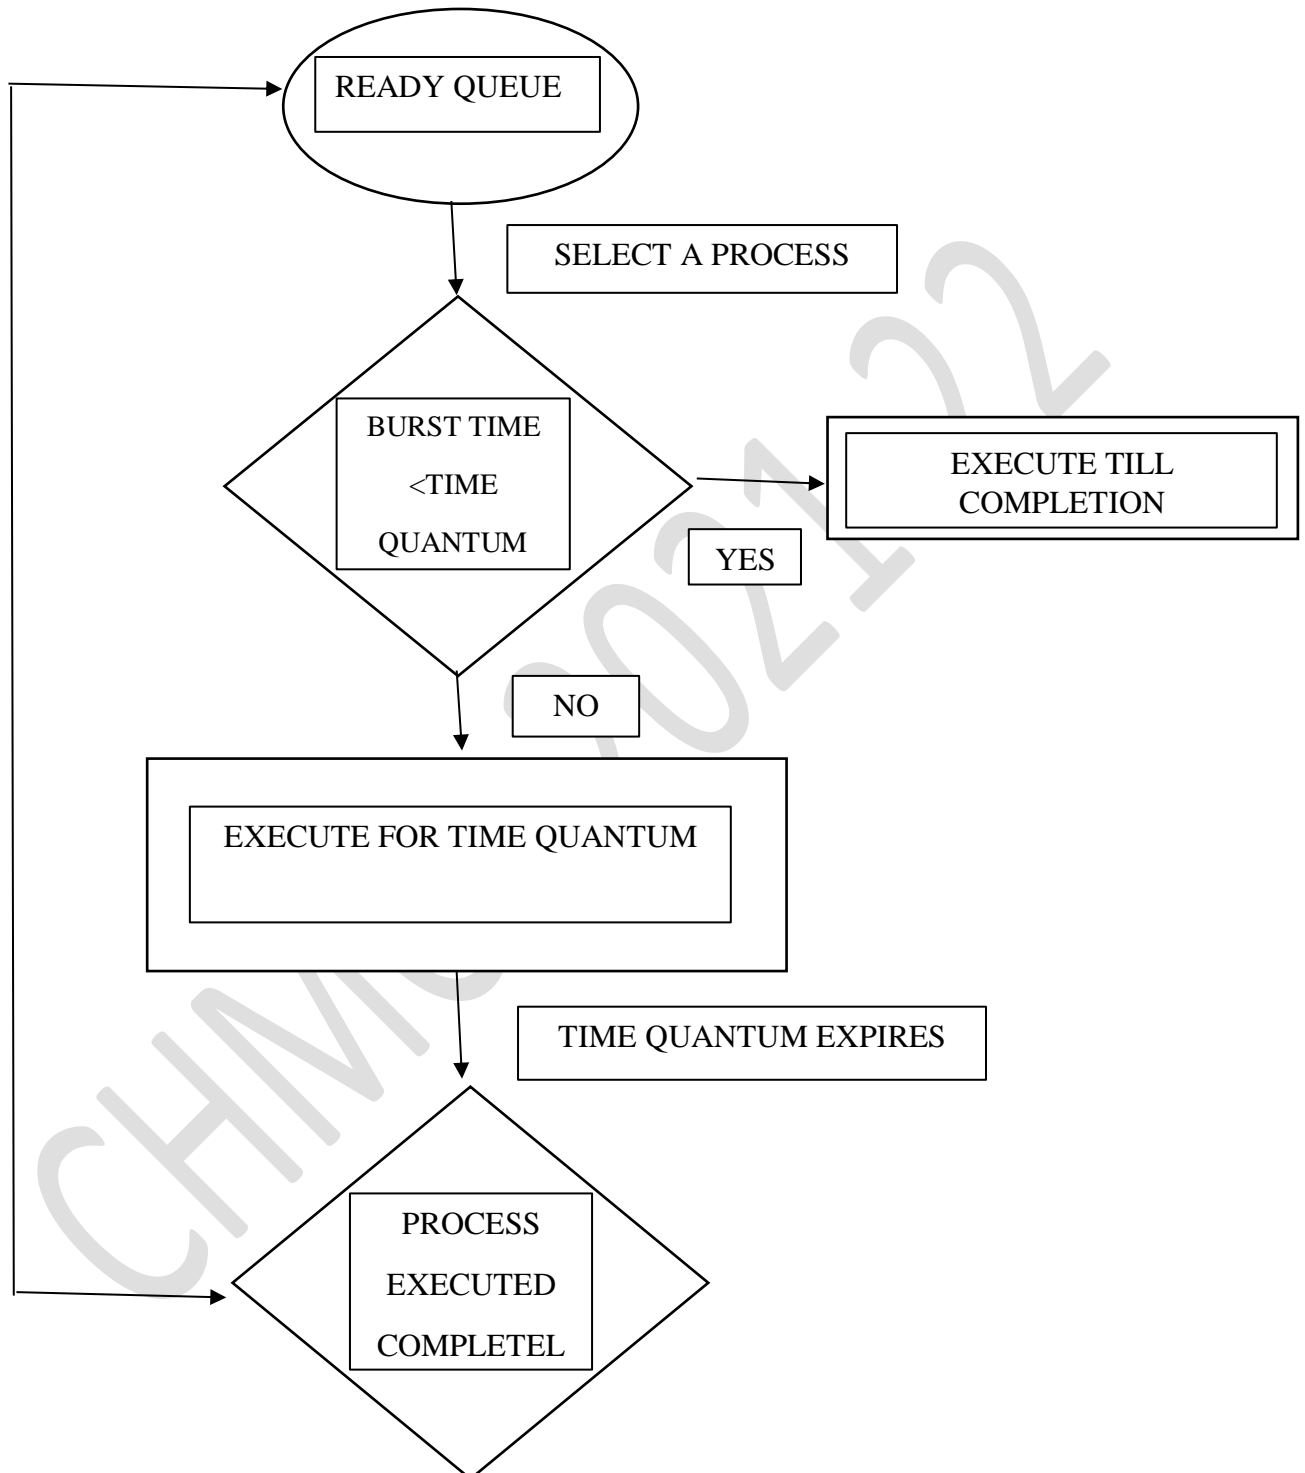 READY QUEUE
SELECT A PROCESS
BURST TIME
<TIME
QUANTUM
EXECUTE TILL
COMPLETION
YES
NO
EXECUTE FOR TIME QUANTUM
TIME QUANTUM EXPIRES
PROCESS
EXECUTED
COMPLETEL